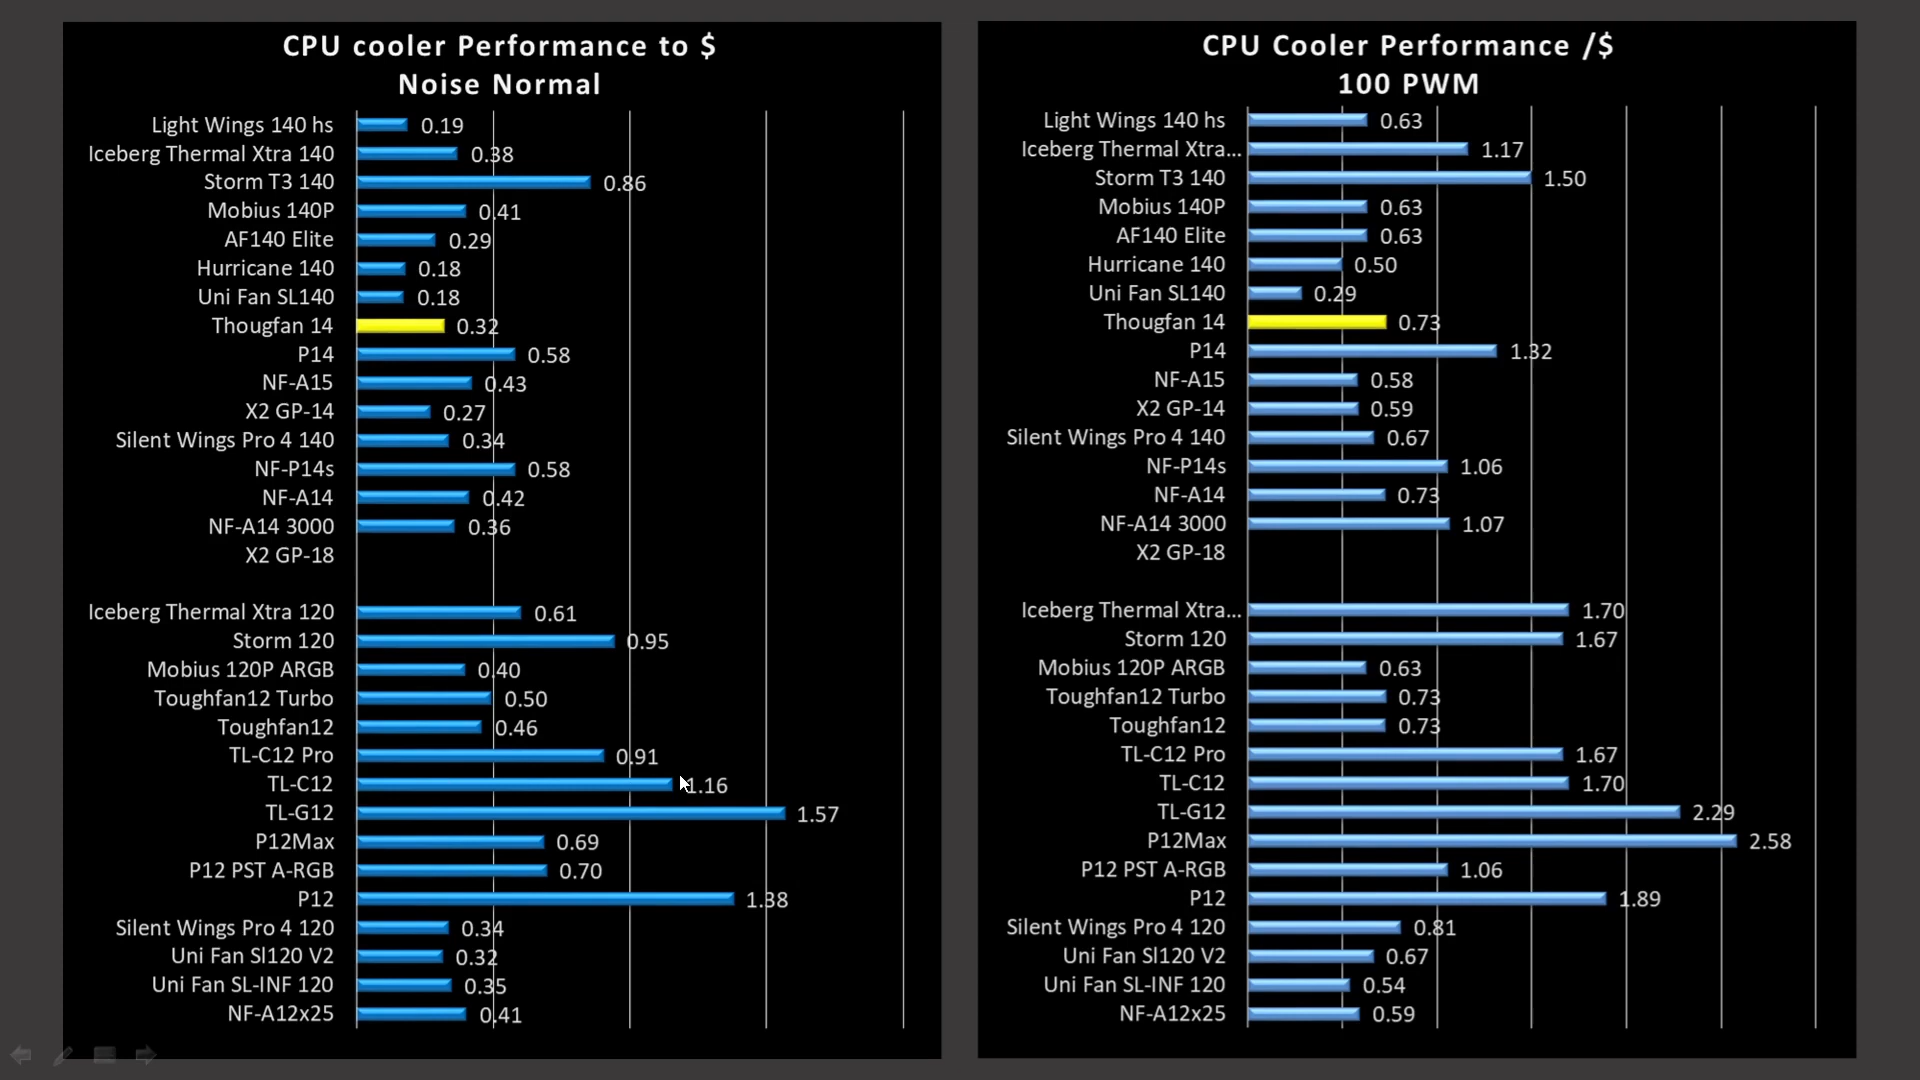 CPU cooler Performance to $
Noise Normal
Light Wings 140 hs 0.19
Iceberg Thermal Xtra 140 0.38
Storm T3 140 0.86
Mobius 140P 0.41
AF140 Elite 0.29
Hurricane 140 0.18
Uni Fan SL140 0.18
Thougfan 14 0.32
P14 0.58
NF-A15 0.43
X2 GP-14 0.27
Silent Wings Pro 4 140 0.34
NF-P14s 0.58
NF-A14 0.42
NF-A14 3000 0.36
X2 GP-18
Iceberg Thermal Xtra 120 0.61
Storm 120 0.95
Mobius 120P ARGB 0.40
Toughfan12 Turbo 0.50
Toughfan12 0.46
TL-C12 Pro 0.91
TL-C12 1.16
TL-G12 1.57
P12Max 0.69
P12 PST A-RGB 0.70
P12 1.38
Silent Wings Pro 4 120 0.34
Uni Fan Sl120 V2 0.32
Uni Fan SL-INF 120 0.35
NF-A12x25 0.41
CPU Cooler Performance /$
100 PWM
Light Wings 140 hs 0.63
Iceberg Thermal Xtra... 1.17
Storm T3 140 1.50
Mobius 140P 0.63
AF140 Elite 0.63
Hurricane 140 0.50
Uni Fan SL140 0.29
Thougfan 14 0.73
P14 1.32
NF-A15 0.58
X2 GP-14 0.59
Silent Wings Pro 4 140 0.67
NF-P14s 1.06
NF-A14 0.73
NF-A14 3000 1.07
X2 GP-18
Iceberg Thermal Xtra... 1.70
Storm 120 1.67
Mobius 120P ARGB 0.63
Toughfan12 Turbo 0.73
Toughfan12 0.73
TL-C12 Pro 1.67
TL-C12 1.70
TL-G12 2.29
P12Max 2.58
P12 PST A-RGB 1.06
P12 1.89
Silent Wings Pro 4 120 0.81
Uni Fan Sl120 V2 0.67
Uni Fan SL-INF 120 0.54
NF-A12x25 0.59